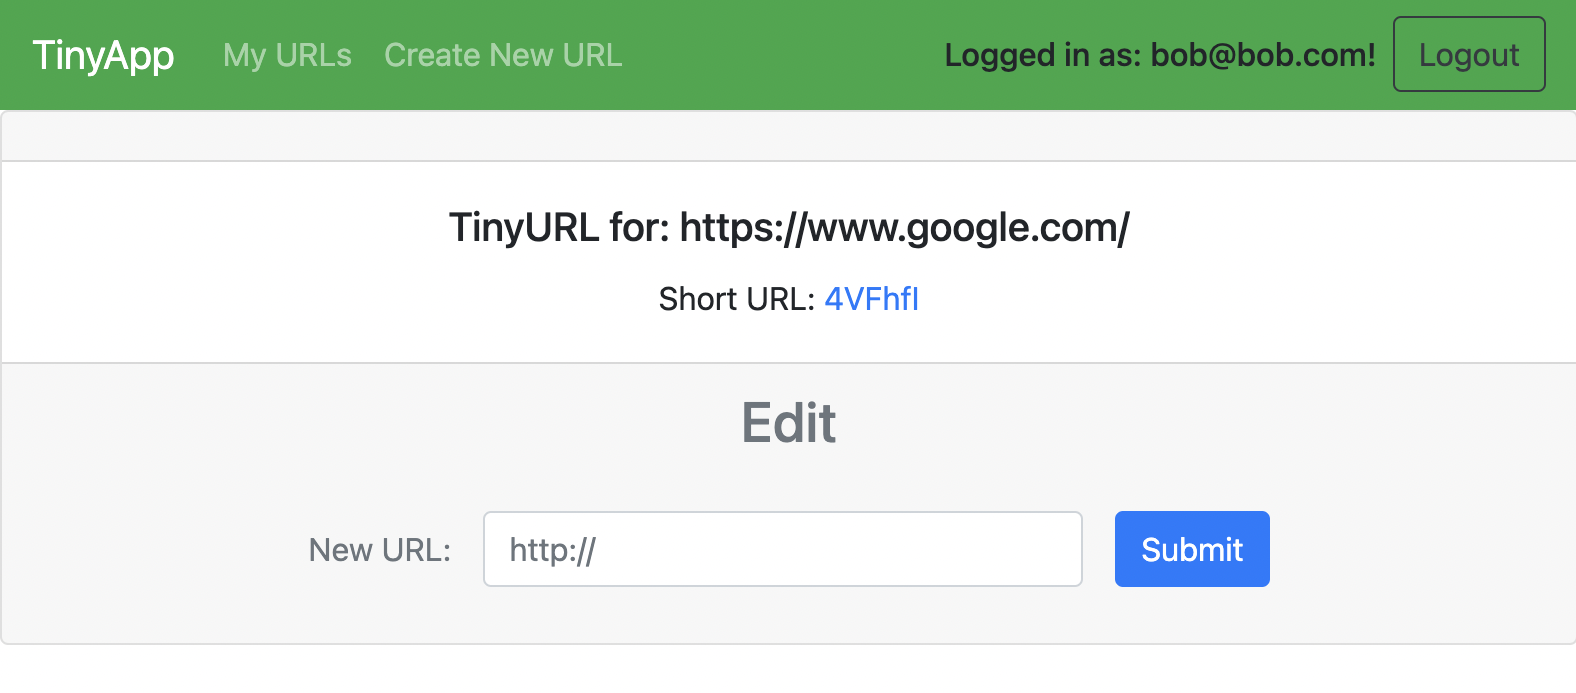 TinyApp My URLs Create New URL Logged in as: bob@bob.com! Logout
TinyURL for: https://www.google.com/
Short URL: 4VFhfI
Edit
New URL: http:// Submit